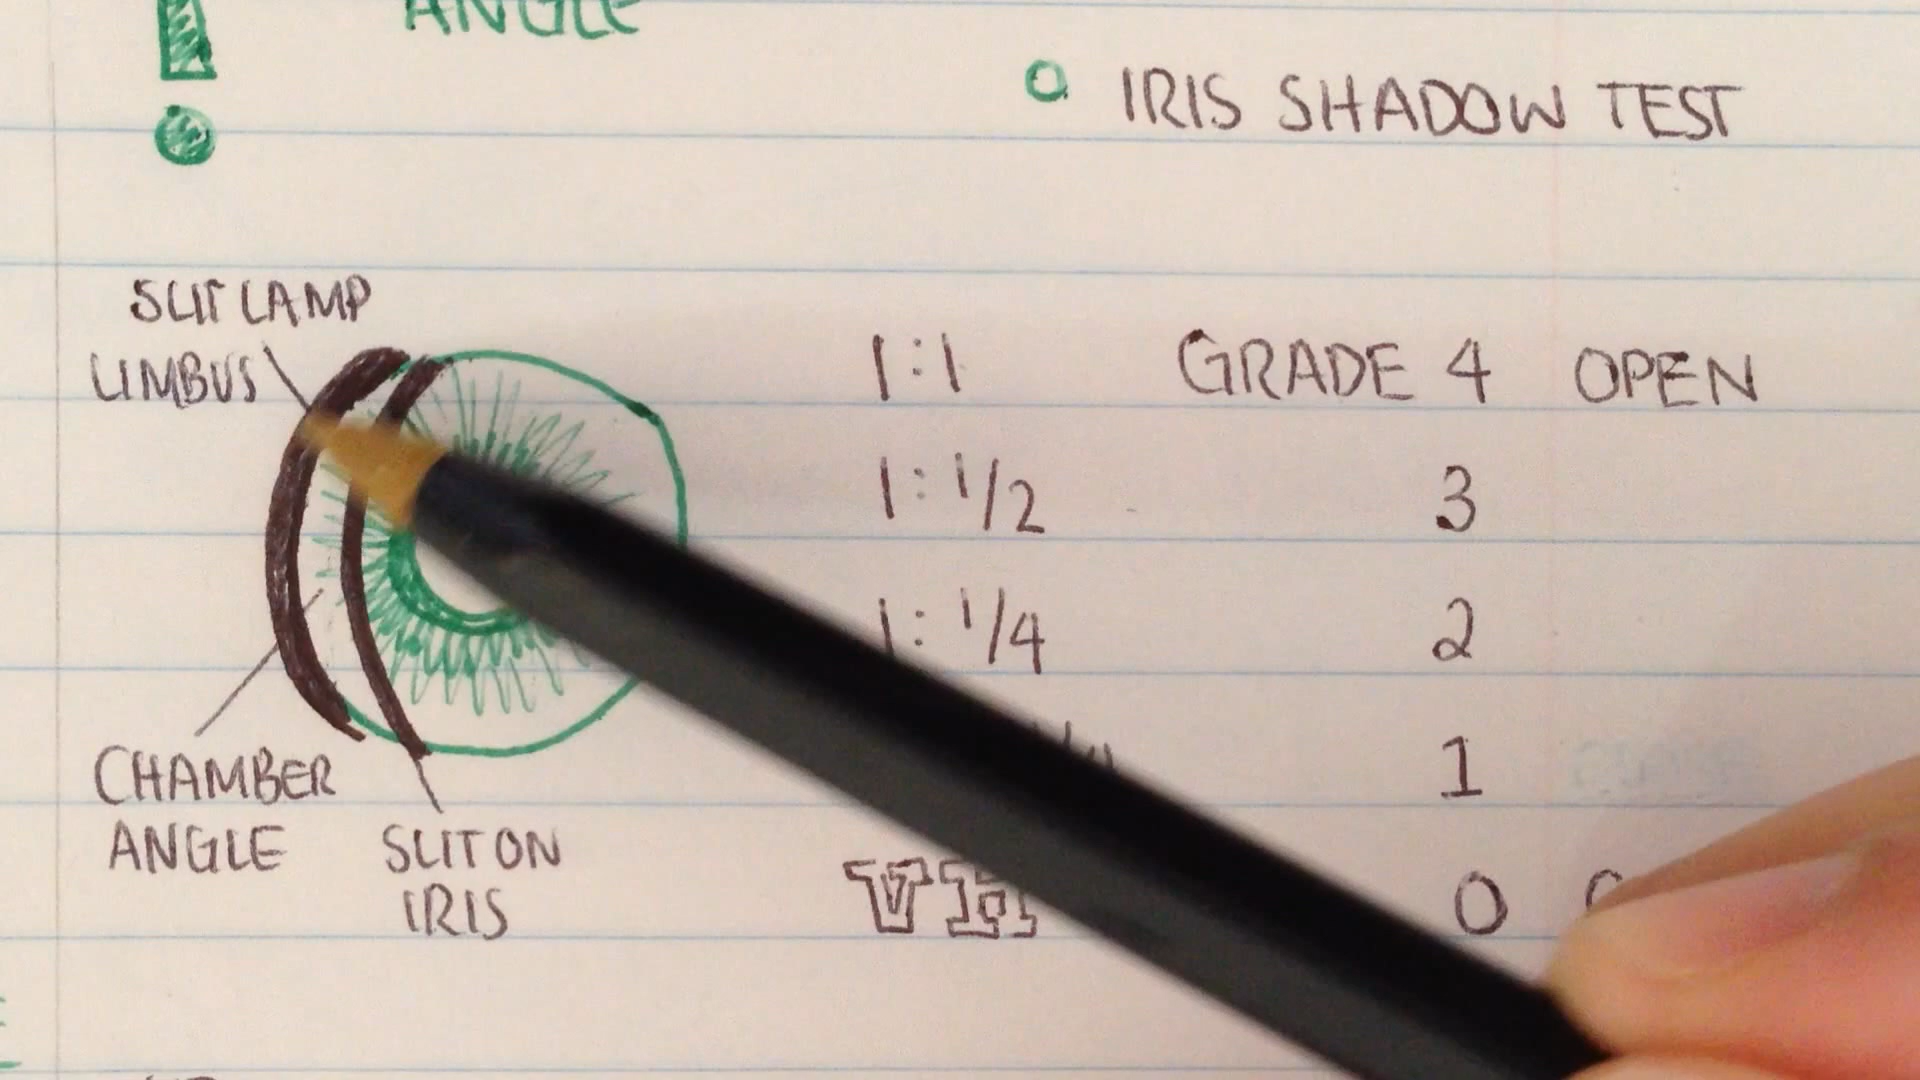 ANGLE
IRIS SHADOW TEST
SLIT LAMP
LIMBUS
CHAMBER
ANGLE
SLIT ON
IRIS
1:1 GRADE 4 OPEN
1: 1/2 3
1: 1/4 2
1
VH 0